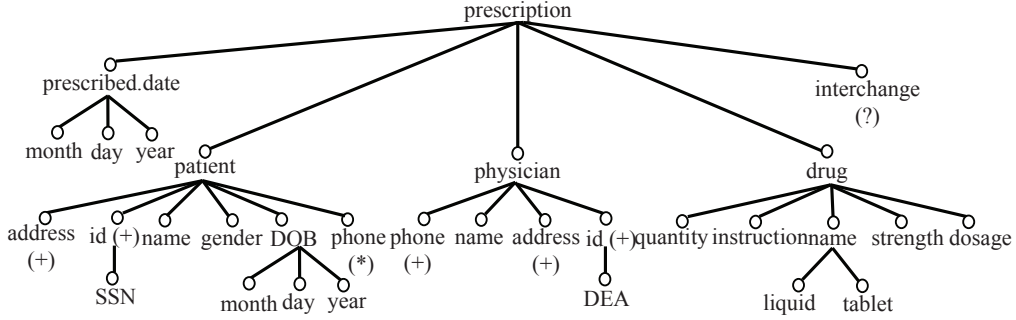 prescription
prescribed.date
interchange
(?)
month day year
patient physician drug
address id (+) name gender DOB phone phone name address id (+) quantity instruction name strength dosage
(+) (*) (+) (+)
SSN month day year DEA liquid tablet